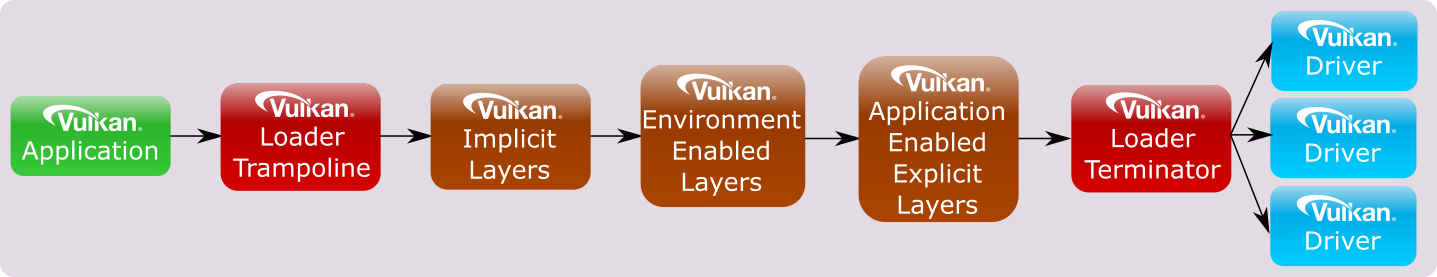 Vulkan®
Application
Vulkan®
Loader
Trampoline
Vulkan®
Implicit
Layers
Vulkan®
Environment
Enabled
Layers
Vulkan®
Application
Enabled
Explicit
Layers
Vulkan®
Loader
Terminator
Vulkan®
Driver
Vulkan®
Driver
Vulkan®
Driver